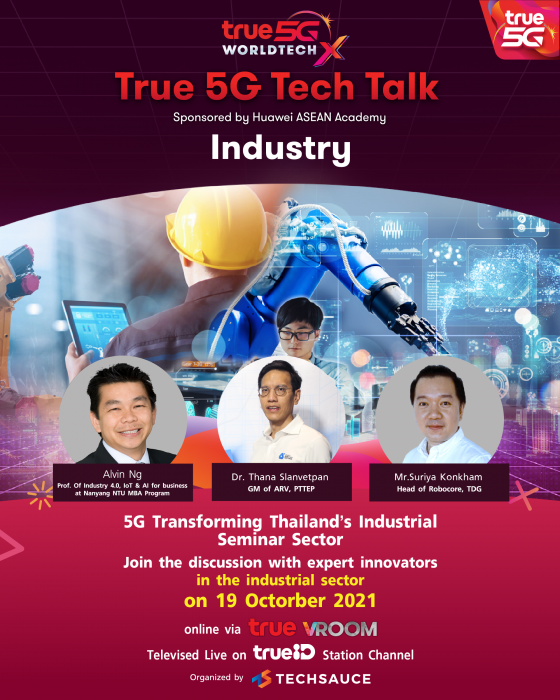 true 5G
WORLDTECH X
true
5G
True 5G Tech Talk
Sponsored by Huawei ASEAN Academy
Industry
Alvin Ng
Prof. Of Industry 4.0, IoT & AI for business
at Nanyang NTU MBA Program
Dr. Thana Slanvetpan
GM of ARV, PTTEP
Mr.Suriya Konkham
Head of Robocore, TDG
5G Transforming Thailand's Industrial
Seminar Sector
Join the discussion with expert innovators
in the industrial sector
on 19 Octorber 2021
online via true VROOM
Televised Live on trueID Station Channel
Organized by TECHSAUCE